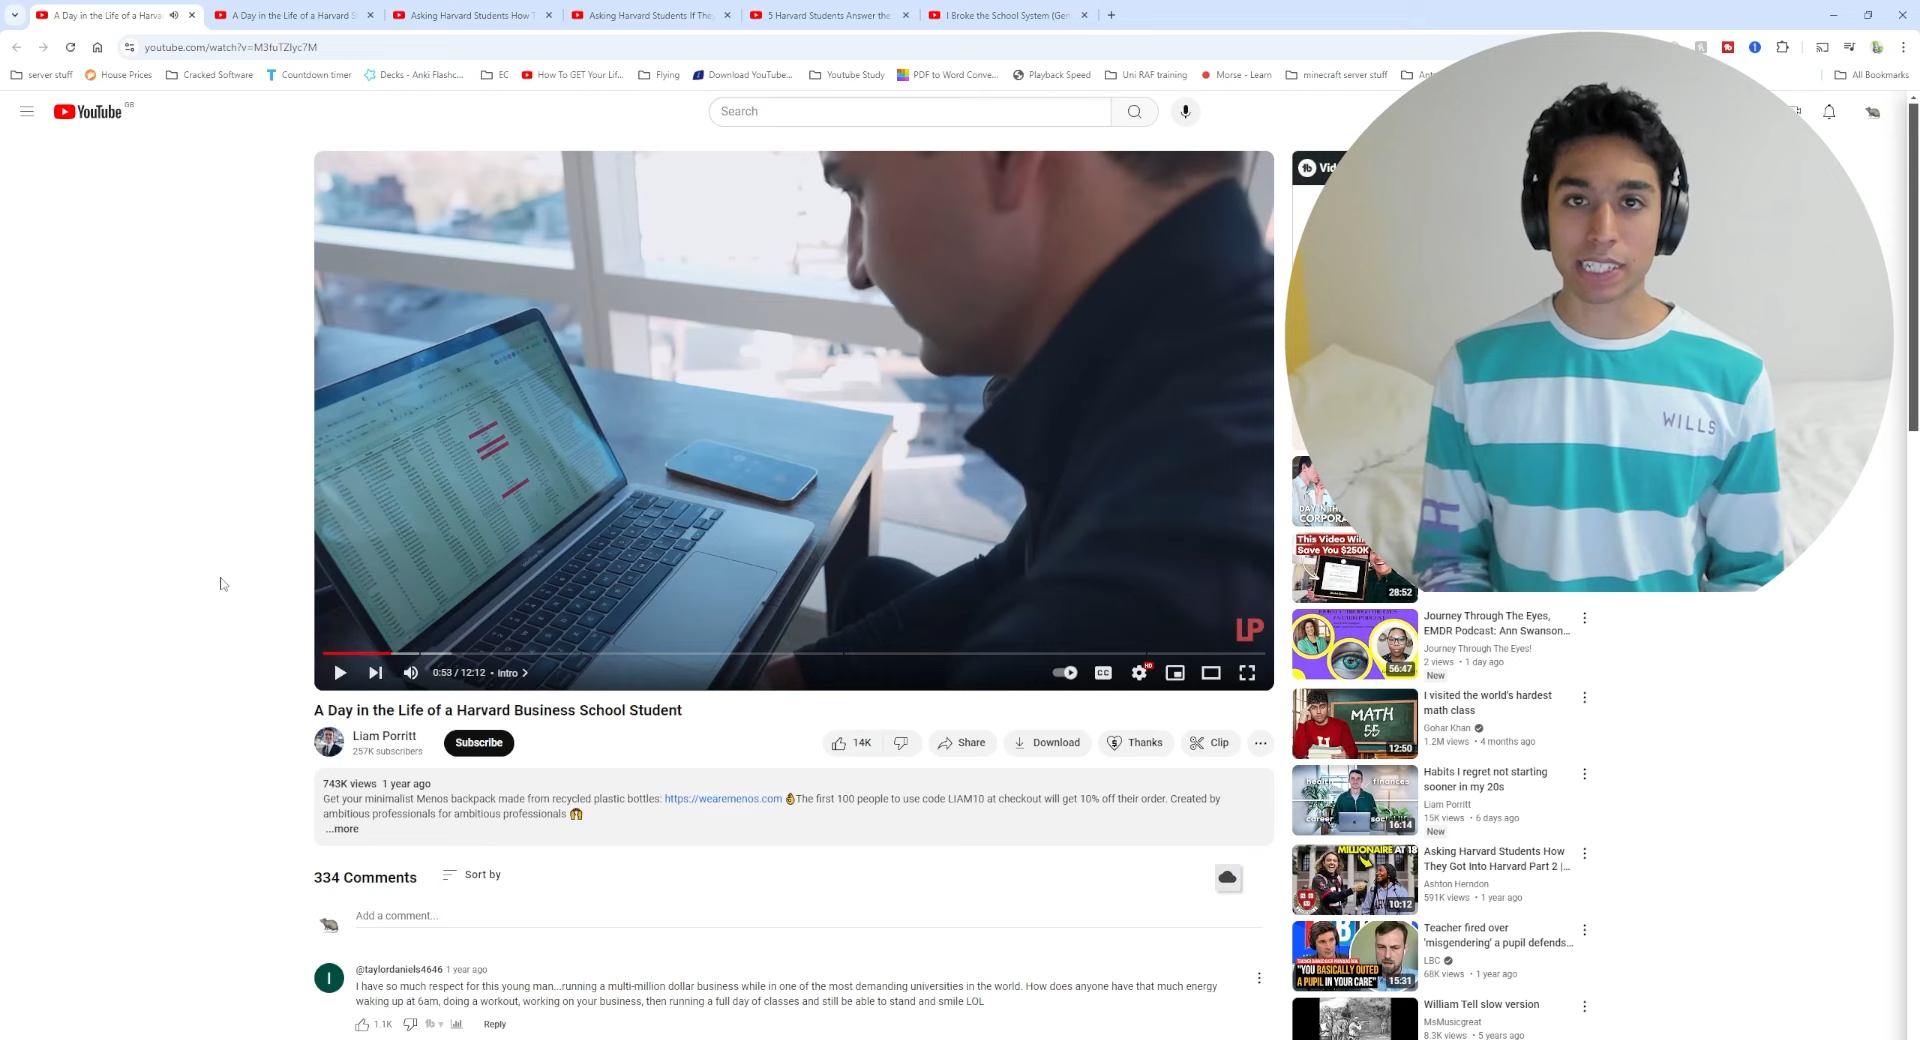 A Day in the Life of a Harva
A Day in the Life of a Harvard S
Asking Harvard Students How T
Asking Harvard Students If They
5 Harvard Students Answer the
I Broke the School System (Gen
youtube.com/watch?v=M3fuTZIyc7M
server stuff
House Prices
Cracked Software
Countdown timer
Decks - Anki Flashc...
EC
How To GET Your Lif...
Flying
Download YouTube...
Youtube Study
PDF to Word Conve...
Playback Speed
Uni RAF training
Morse - Learn
minecraft server stuff
All Bookmarks
YouTube GB
Search
WILLS
LP
0:53 / 12:12 • Intro
CC
HD
A Day in the Life of a Harvard Business School Student
Liam Porritt
257K subscribers
Subscribe
14K
Share
Download
Thanks
Clip
743K views 1 year ago
Get your minimalist Menos backpack made from recycled plastic bottles: https://wearemenos.com 👌The first 100 people to use code LIAM10 at checkout will get 10% off their order. Created by
ambitious professionals for ambitious professionals 🙌
...more
334 Comments
Sort by
Add a comment...
@taylordaniels4646 1 year ago
I have so much respect for this young man...running a multi-million dollar business while in one of the most demanding universities in the world. How does anyone have that much energy
waking up at 6am, doing a workout, working on your business, then running a full day of classes and still be able to stand and smile LOL
1.1K
Reply
Vid
CORPOR
This Video Will
Save You $250K
28:52
56:47
Journey Through The Eyes,
EMDR Podcast: Ann Swanson...
Journey Through The Eyes!
2 views • 1 day ago
New
MATH
55
12:50
I visited the world's hardest
math class
Gohar Khan
1.2M views • 4 months ago
health
finances
career
16:14
Habits I regret not starting
sooner in my 20s
Liam Porritt
15K views • 6 days ago
New
MILLIONAIRE AT 18
10:12
Asking Harvard Students How
They Got Into Harvard Part 2 |...
Ashton Herndon
591K views • 1 year ago
"YOU BASICALLY OUTED
A PUPIL IN YOUR CARE"
15:31
Teacher fired over
'misgendering' a pupil defends...
LBC
68K views • 1 year ago
William Tell slow version
MsMusicgreat
8.3K views • 5 years ago